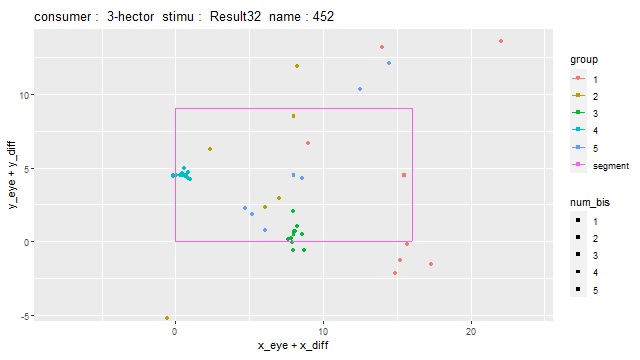 consumer : 3-hector stimu : Result32 name : 452
y_eye + y_diff
10
5
0
-5
0
10
20
x_eye + x_diff
group
1
2
3
4
5
segment
num_bis
1
2
3
4
5